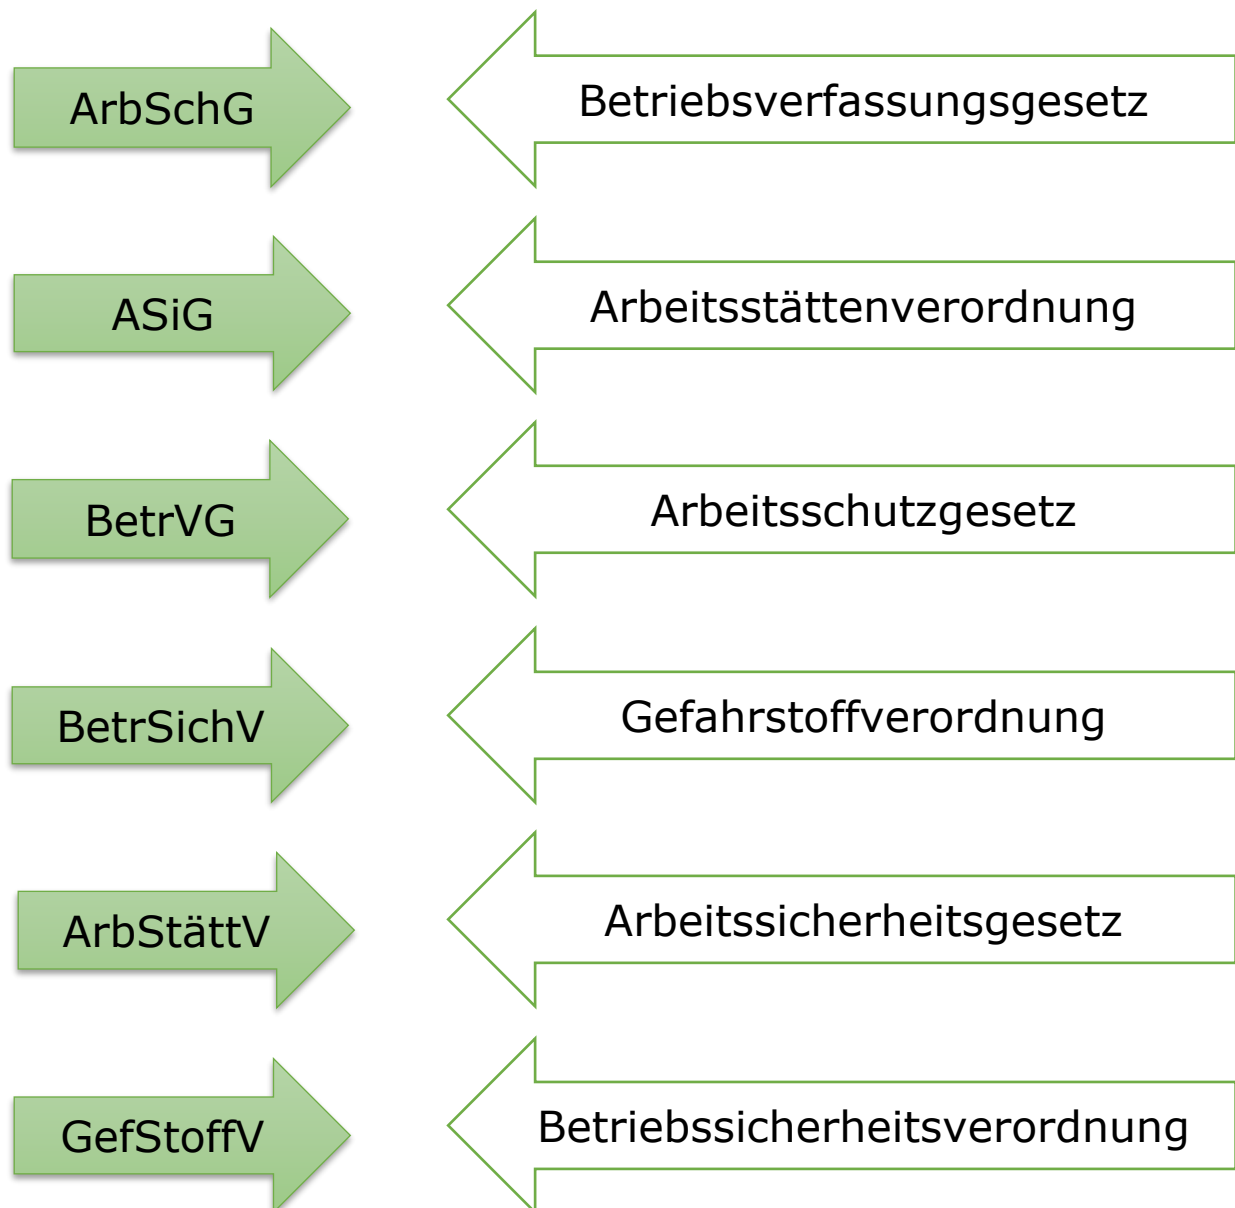 ArbSchG
Betriebsverfassungsgesetz
ASiG
Arbeitsstättenverordnung
BetrVG
Arbeitsschutzgesetz
BetrSichV
Gefahrstoffverordnung
ArbStättV
Arbeitssicherheitsgesetz
GefStoffV
Betriebssicherheitsverordnung